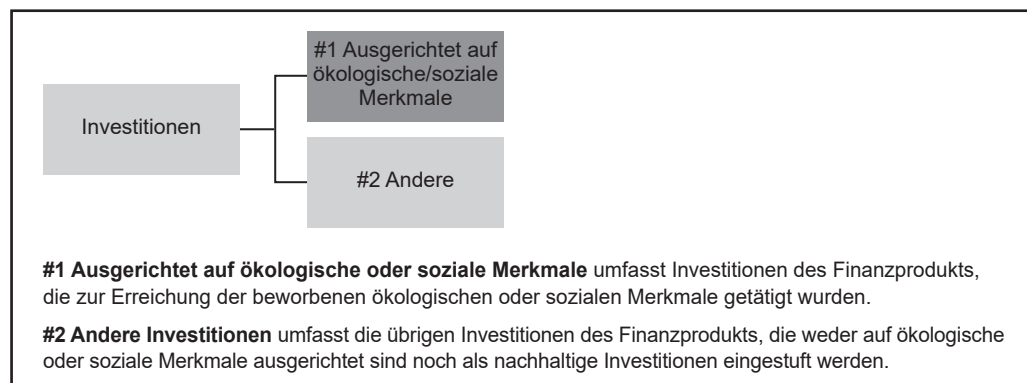 #1 Ausgerichtet auf
ökologische/soziale
Merkmale
Investitionen
#2 Andere
#1 Ausgerichtet auf ökologische oder soziale Merkmale umfasst Investitionen des Finanzprodukts,
die zur Erreichung der beworbenen ökologischen oder sozialen Merkmale getätigt wurden.
#2 Andere Investitionen umfasst die übrigen Investitionen des Finanzprodukts, die weder auf ökologische
oder soziale Merkmale ausgerichtet sind noch als nachhaltige Investitionen eingestuft werden.